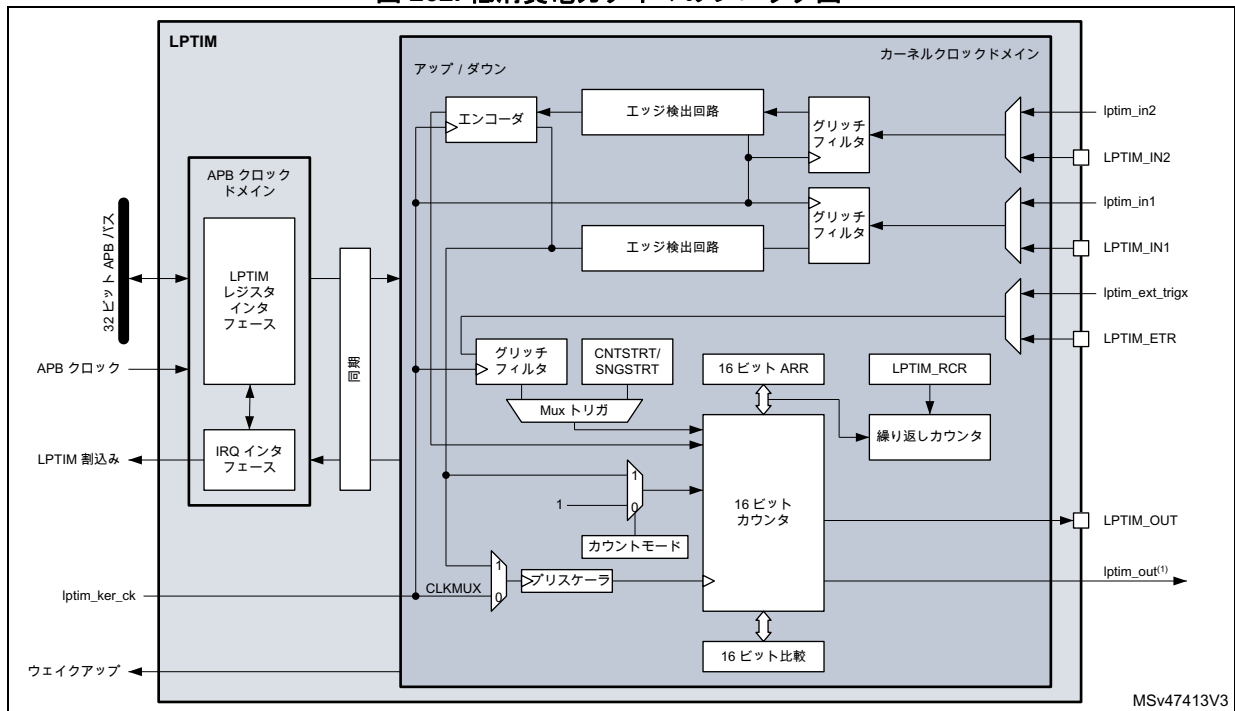 LPTIM
カーネルクロックドメイン
アップ / ダウン
エンコーダ
エッジ検出回路
グリッチ
フィルタ
lptim_in2
LPTIM_IN2
APB クロック
ドメイン
lptim_in1
グリッチ
フィルタ
エッジ検出回路
LPTIM_IN1
32 ビット APB バス
LPTIM
レジスタ
インタ
フェース
同期
lptim_ext_trigx
LPTIM_ETR
グリッチ
フィルタ
CNTSTRT/
SNGSTRT
16 ビット ARR
LPTIM_RCR
APB クロック
Mux トリガ
繰り返しカウンタ
IRQ インタ
フェース
LPTIM 割込み
1
1
0
16 ビット
カウンタ
LPTIM_OUT
カウントモード
1
0
プリスケーラ
lptim_out(1)
CLKMUX
lptim_ker_ck
16 ビット比較
ウェイクアップ
MSv47413V3